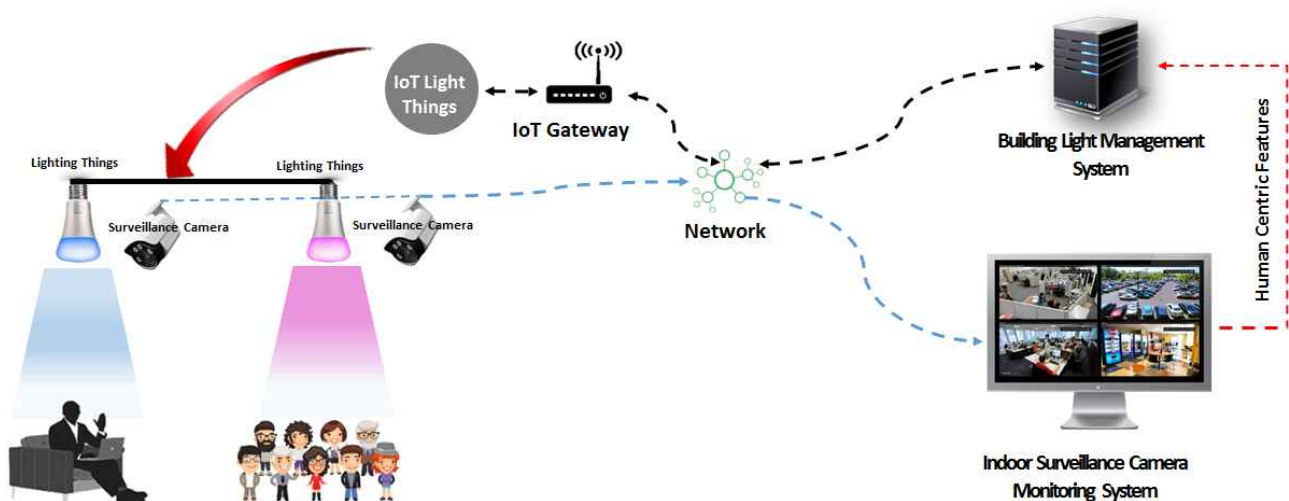 IoT Light
Things
IoT Gateway
Building Light Management
System
Human Centric Features
Lighting Things
Lighting Things
Surveillance Camera
Surveillance Camera
Network
Indoor Surveillance Camera
Monitoring System